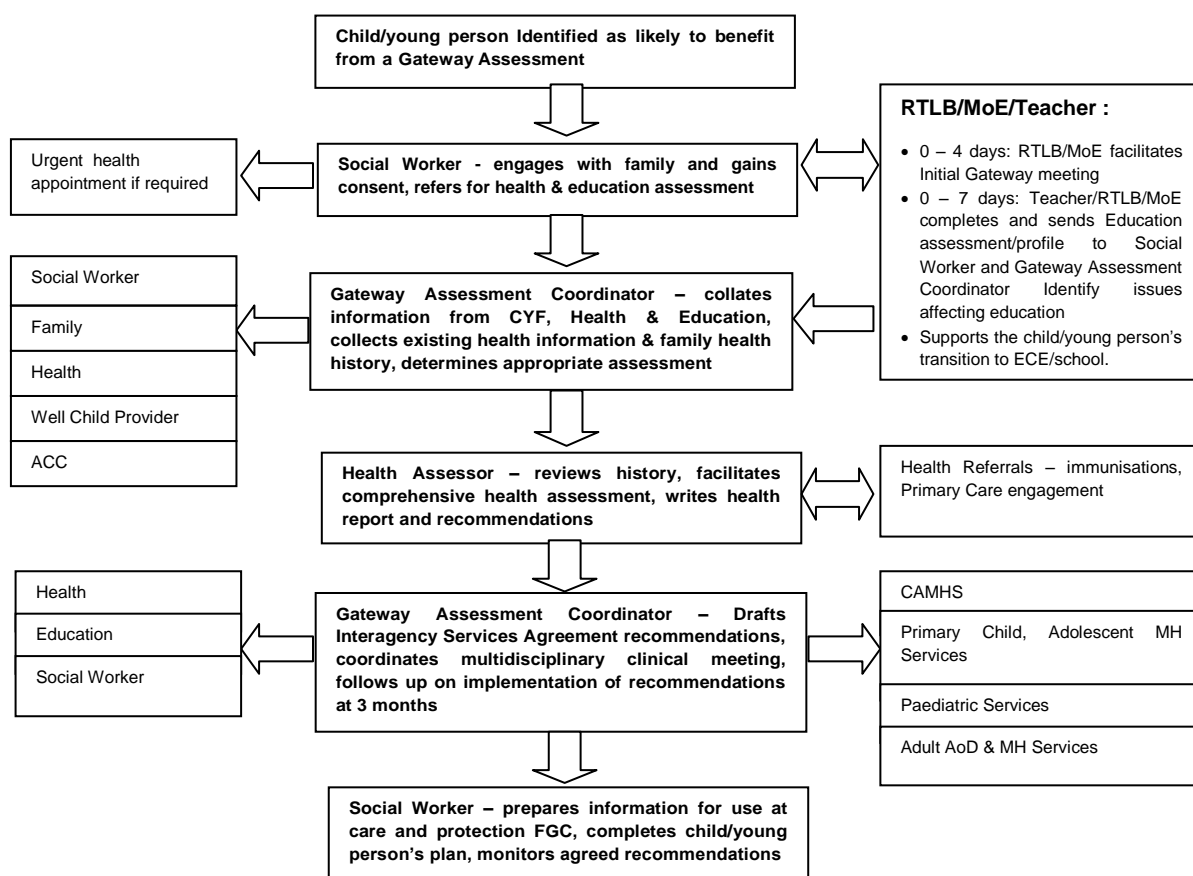 Child/young person Identified as likely to benefit
from a Gateway Assessment
RTLB/MoE/Teacher :
• 0 – 4 days: RTLB/MoE facilitates
Initial Gateway meeting
• 0 – 7 days: Teacher/RTLB/MoE
completes and sends Education
assessment/profile to Social
Worker and Gateway Assessment
Coordinator Identify issues
affecting education
• Supports the child/young person's
transition to ECE/school.
Urgent health
appointment if required
Social Worker - engages with family and gains
consent, refers for health & education assessment
Social Worker
Family
Health
Well Child Provider
ACC
Gateway Assessment Coordinator – collates
information from CYF, Health & Education,
collects existing health information & family health
history, determines appropriate assessment
Health Assessor – reviews history, facilitates
comprehensive health assessment, writes health
report and recommendations
Health Referrals – immunisations,
Primary Care engagement
Health
Education
Social Worker
Gateway Assessment Coordinator – Drafts
Interagency Services Agreement recommendations,
coordinates multidisciplinary clinical meeting,
follows up on implementation of recommendations
at 3 months
CAMHS
Primary Child, Adolescent MH
Services
Paediatric Services
Adult AoD & MH Services
Social Worker – prepares information for use at
care and protection FGC, completes child/young
person's plan, monitors agreed recommendations